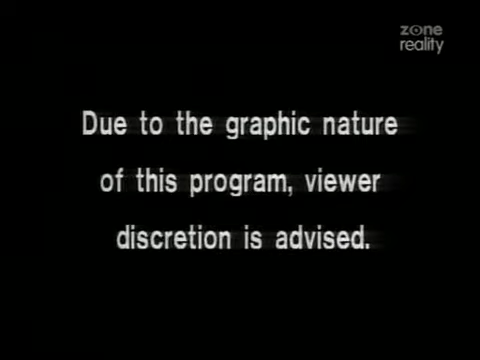 zone
reality
Due to the graphic nature
of this program, viewer
discretion is advised.